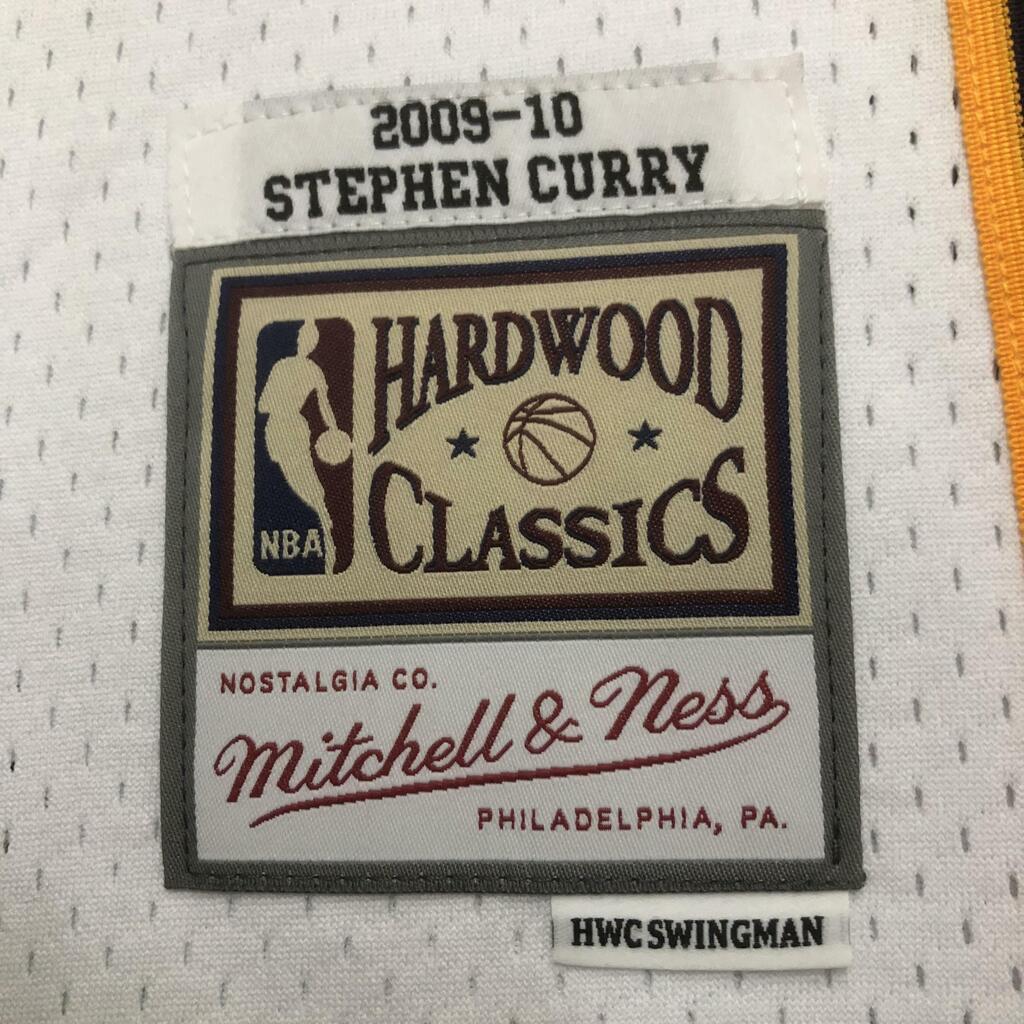 2009-10
STEPHEN CURRY
HARDWOOD
CLASSICS
NBA
NOSTALGIA CO.
Mitchell & Ness
PHILADELPHIA, PA.
HWC SWINGMAN